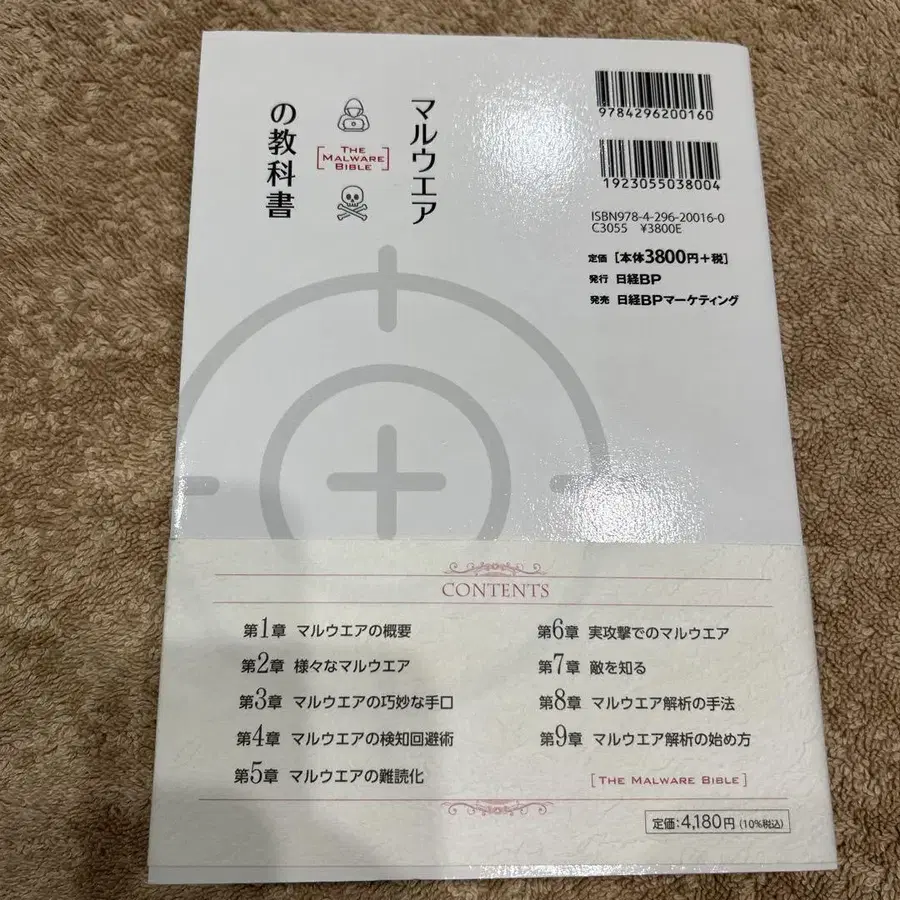 マルウエア
の教科書
[THE
MALWARE
BIBLE]
9784296200160
1923055038004
ISBN978-4-296-20016-0
C3055 ¥3800E
定価 [本体3800円+税]
発行 日経BP
発売 日経BPマーケティング
CONTENTS
第1章 マルウエアの概要
第2章 様々なマルウエア
第3章 マルウエアの巧妙な手口
第4章 マルウエアの検知回避術
第5章 マルウエアの難読化
第6章 実攻撃でのマルウエア
第7章 敵を知る
第8章 マルウエア解析の手法
第9章 マルウエア解析の始め方
[THE MALWARE BIBLE]
定価:4,180円(10%税込)